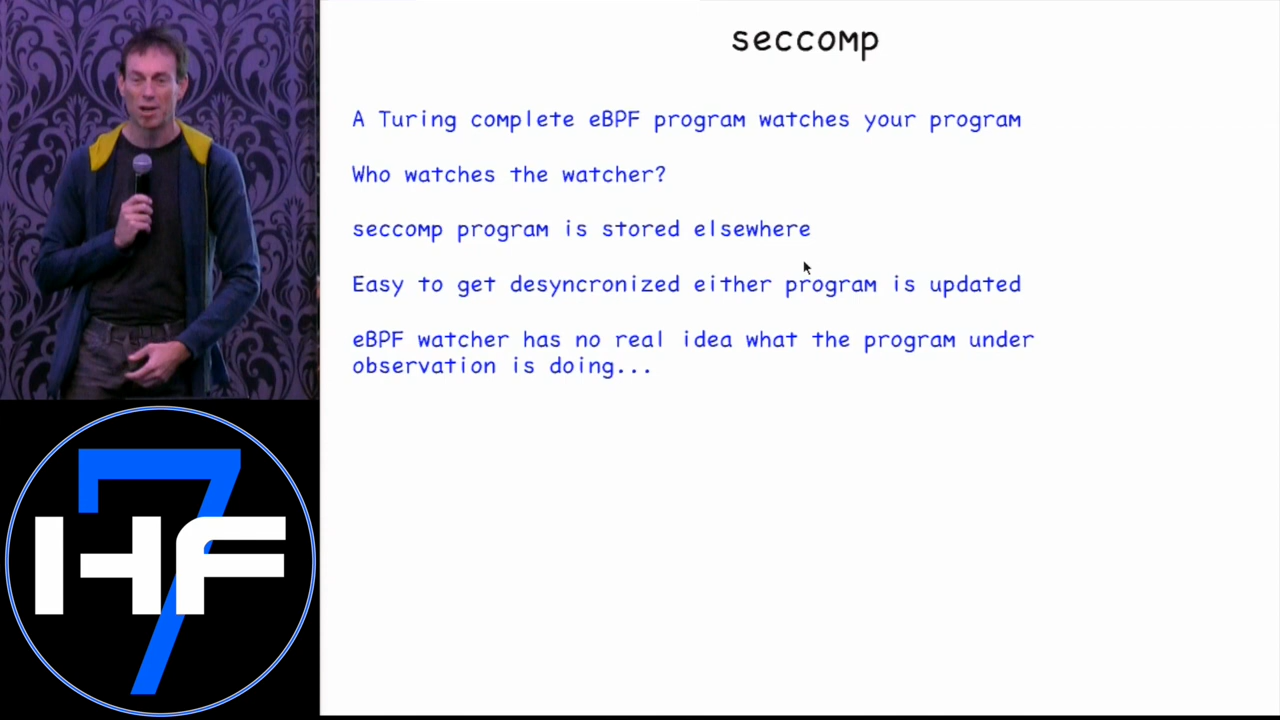 seccomp
A Turing complete eBPF program watches your program
Who watches the watcher?
seccomp program is stored elsewhere
Easy to get desyncronized either program is updated
eBPF watcher has no real idea what the program under
observation is doing...
7
HF